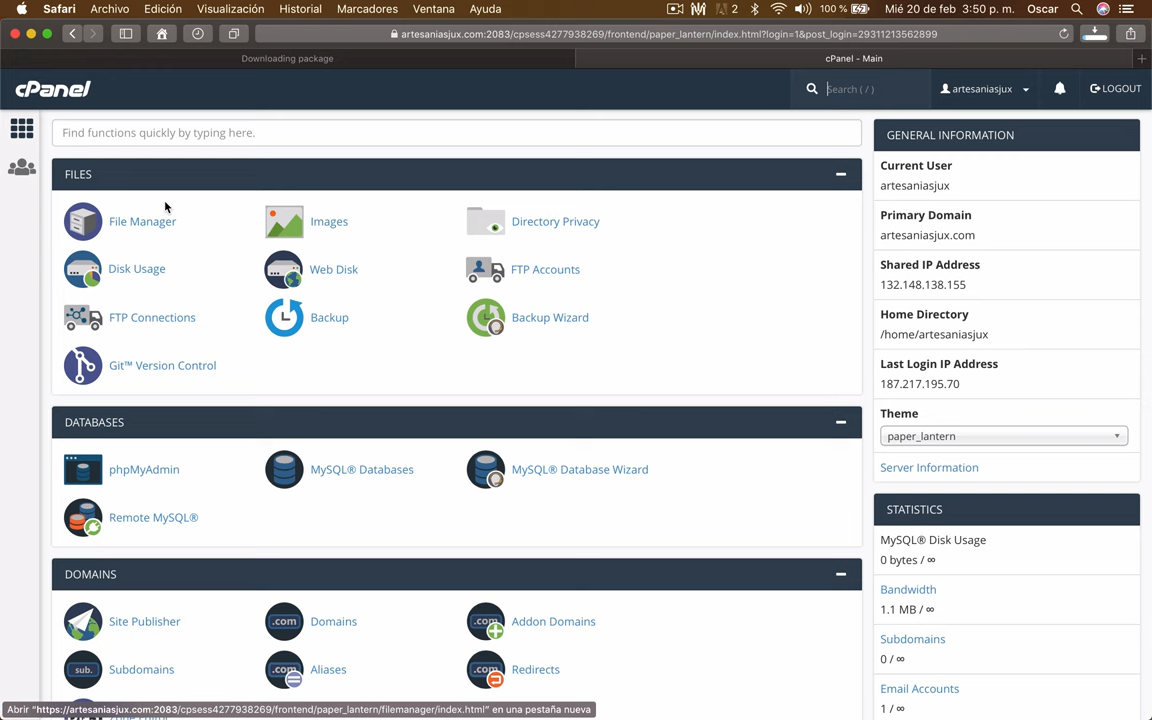 Safari Archivo Edición Visualización Historial Marcadores Ventana Ayuda 2 100 % Mié 20 de feb 3:50 p. m. Oscar
artesaniasjux.com:2083/cpsess4277938269/frontend/paper_lantern/index.html?login=1&post_login=29311213562899
Downloading package cPanel - Main
cPanel Search ( / ) artesaniasjux LOGOUT
Find functions quickly by typing here.
FILES
File Manager Images Directory Privacy
Disk Usage Web Disk FTP Accounts
FTP Connections Backup Backup Wizard
Git™ Version Control
DATABASES
phpMyAdmin MySQL® Databases MySQL® Database Wizard
Remote MySQL®
DOMAINS
.com .com
Site Publisher Domains Addon Domains
sub. .com .com
Subdomains Aliases Redirects
Abrir “https://artesaniasjux.com:2083/cpsess4277938269/frontend/paper_lantern/filemanager/index.html” en una pestaña nueva
GENERAL INFORMATION
Current User
artesaniasjux
Primary Domain
artesaniasjux.com
Shared IP Address
132.148.138.155
Home Directory
/home/artesaniasjux
Last Login IP Address
187.217.195.70
Theme
paper_lantern
Server Information
STATISTICS
MySQL® Disk Usage
0 bytes / ∞
Bandwidth
1.1 MB / ∞
Subdomains
0 / ∞
Email Accounts
1 / ∞